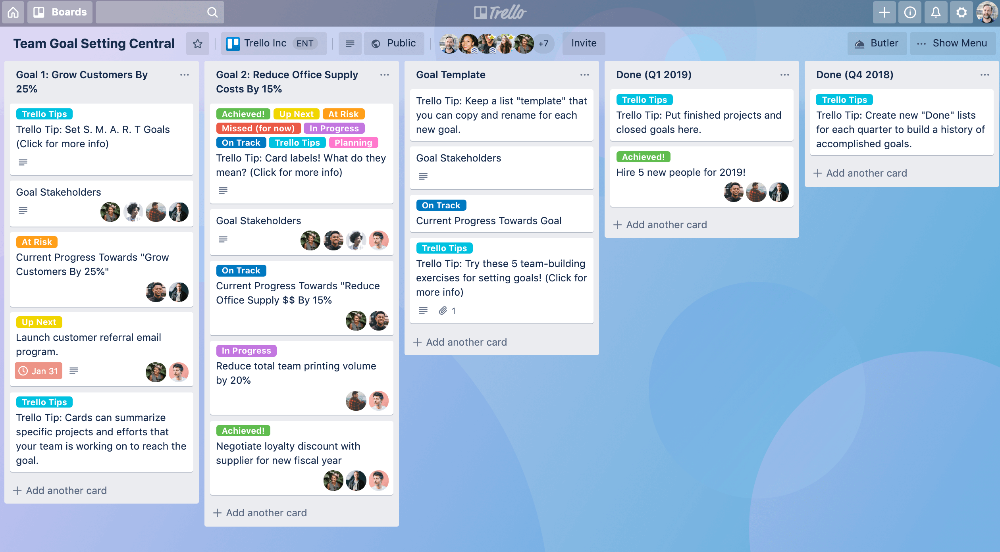 Boards
Trello
Team Goal Setting Central
Trello Inc ENT
Public
+7
Invite
Butler
Show Menu
Goal 1: Grow Customers By
25%
Trello Tips
Trello Tip: Set S. M. A. R. T Goals
(Click for more info)
Goal Stakeholders
At Risk
Current Progress Towards "Grow
Customers By 25%"
Up Next
Launch customer referral email
program.
Jan 31
Trello Tips
Trello Tip: Cards can summarize
specific projects and efforts that
your team is working on to reach the
goal.
Add another card
Goal 2: Reduce Office Supply
Costs By 15%
Achieved! Up Next At Risk
Missed (for now) In Progress
On Track Trello Tips Planning
Trello Tip: Card labels! What do they
mean? (Click for more info)
Goal Stakeholders
On Track
Current Progress Towards "Reduce
Office Supply $$ By 15%
In Progress
Reduce total team printing volume
by 20%
Achieved!
Negotiate loyalty discount with
supplier for new fiscal year
Add another card
Goal Template
Trello Tip: Keep a list "template" that
you can copy and rename for each
new goal.
Goal Stakeholders
On Track
Current Progress Towards Goal
Trello Tips
Trello Tip: Try these 5 team-building
exercises for setting goals! (Click for
more info)
1
Add another card
Done (Q1 2019)
Trello Tips
Trello Tip: Put finished projects and
closed goals here.
Achieved!
Hire 5 new people for 2019!
Add another card
Done (Q4 2018)
Trello Tips
Trello Tip: Create new "Done" lists
for each quarter to build a history of
accomplished goals.
Add another card